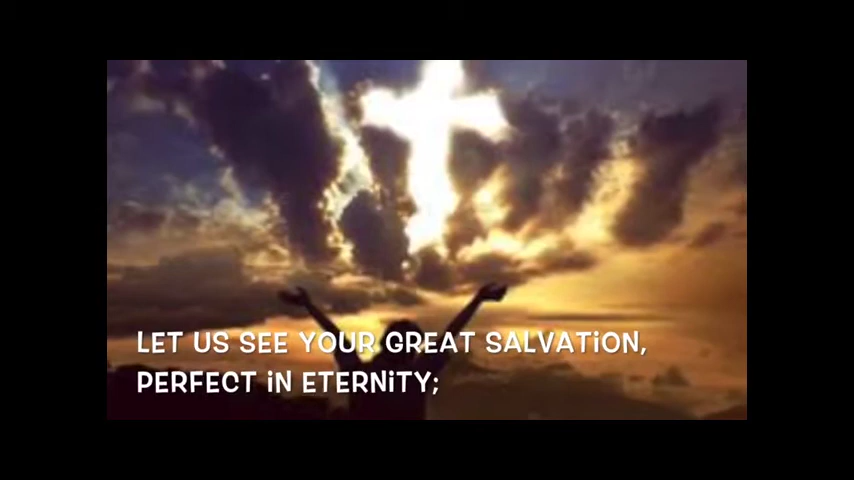 LET US SEE YOUR GREAT SALVATiON,
PERFECT iN ETERNiTY;